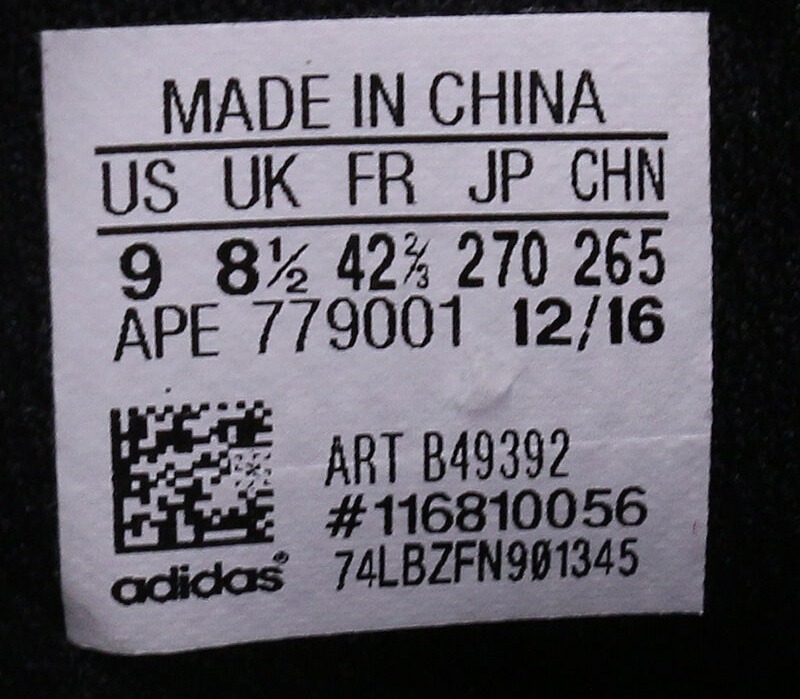 MADE IN CHINA
US UK FR JP CHN
9 8½ 42⅔ 270 265
APE 779001 12/16
ART B49392
#116810056
74LBZFN9Ø1345
adidas®